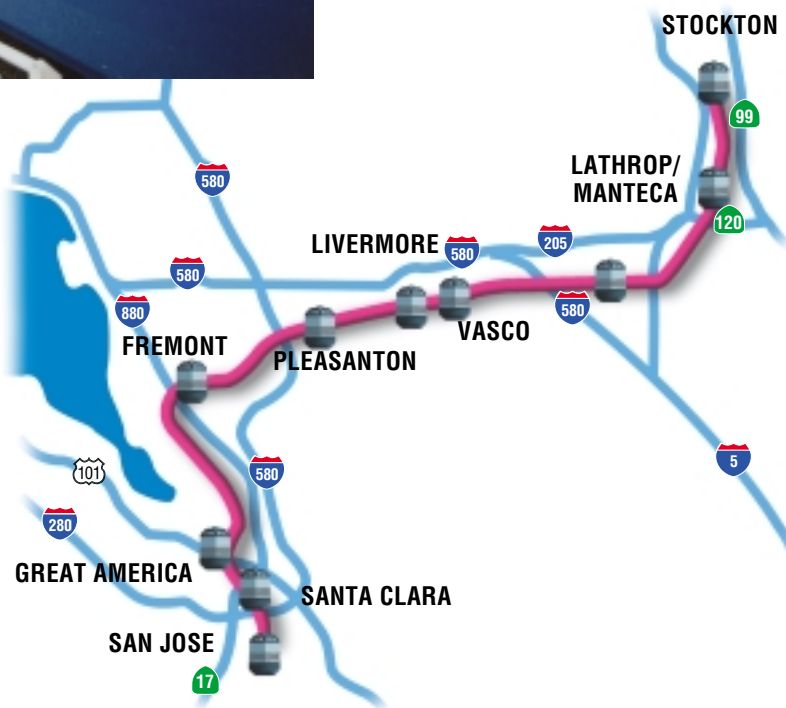 STOCKTON
99
580
LATHROP/
MANTECA
120
LIVERMORE
580
205
580
880
580
FREMONT
VASCO
PLEASANTON
101
580
5
280
GREAT AMERICA
SANTA CLARA
SAN JOSE
17